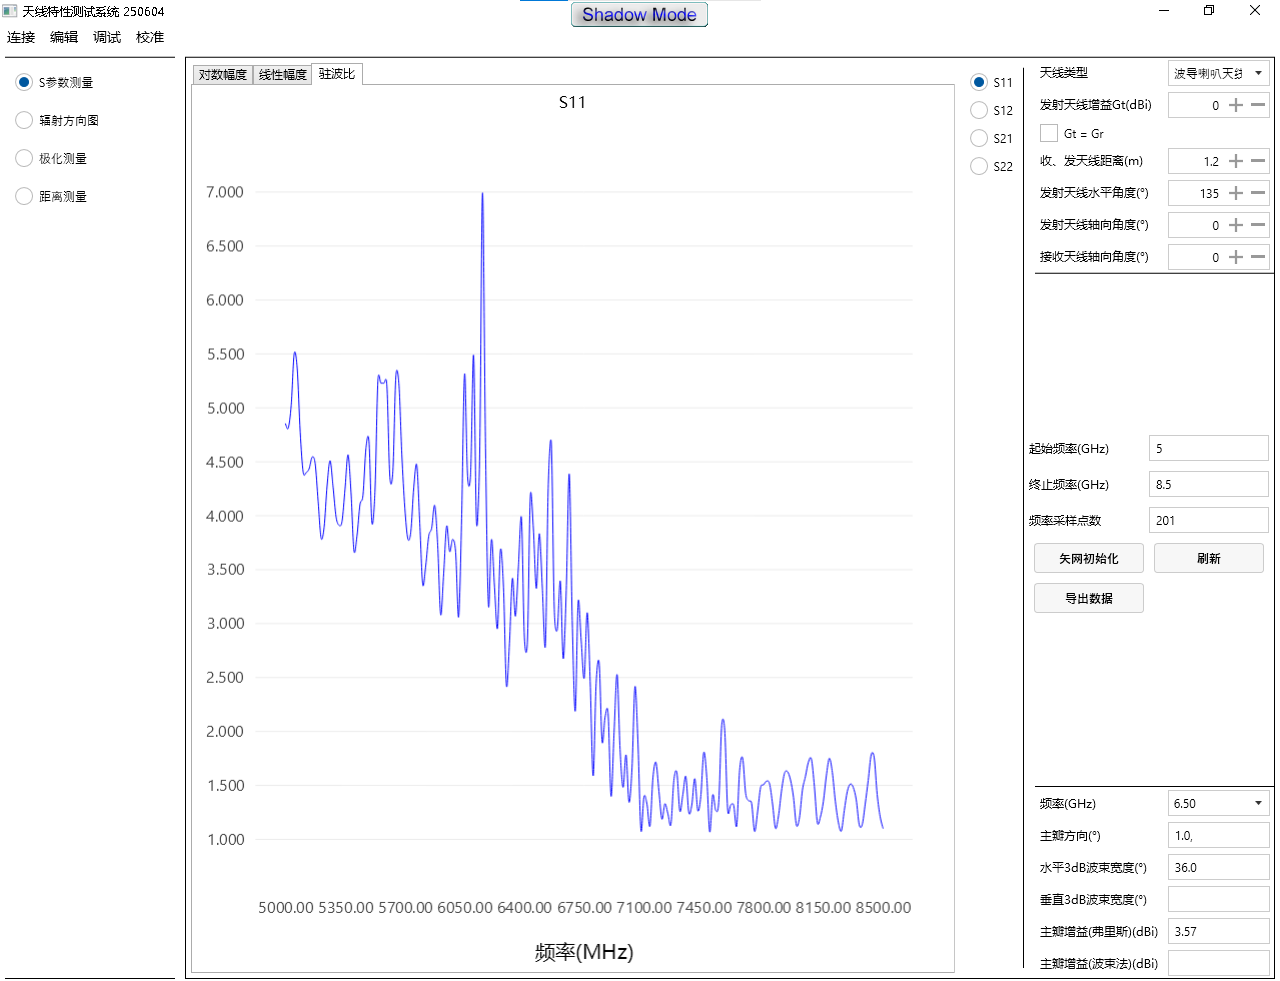 天线特性测试系统 250604
Shadow Mode
连接 编辑 调试 校准
S参数测量
辐射方向图
极化测量
距离测量
对数幅度 线性幅度 驻波比
S11
7.000
6.500
6.000
5.500
5.000
4.500
4.000
3.500
3.000
2.500
2.000
1.500
1.000
5000.00 5350.00 5700.00 6050.00 6400.00 6750.00 7100.00 7450.00 7800.00 8150.00 8500.00
频率(MHz)
S11
S12
S21
S22
天线类型 波导喇叭天线
发射天线增益Gt(dBi) 0
Gt = Gr
收、发天线距离(m) 1.2
发射天线水平角度(°) 135
发射天线轴向角度(°) 0
接收天线轴向角度(°) 0
起始频率(GHz) 5
终止频率(GHz) 8.5
频率采样点数 201
矢网初始化 刷新
导出数据
频率(GHz) 6.50
主瓣方向(°) 1.0,
水平3dB波束宽度(°) 36.0
垂直3dB波束宽度(°)
主瓣增益(弗里斯)(dBi) 3.57
主瓣增益(波束法)(dBi)